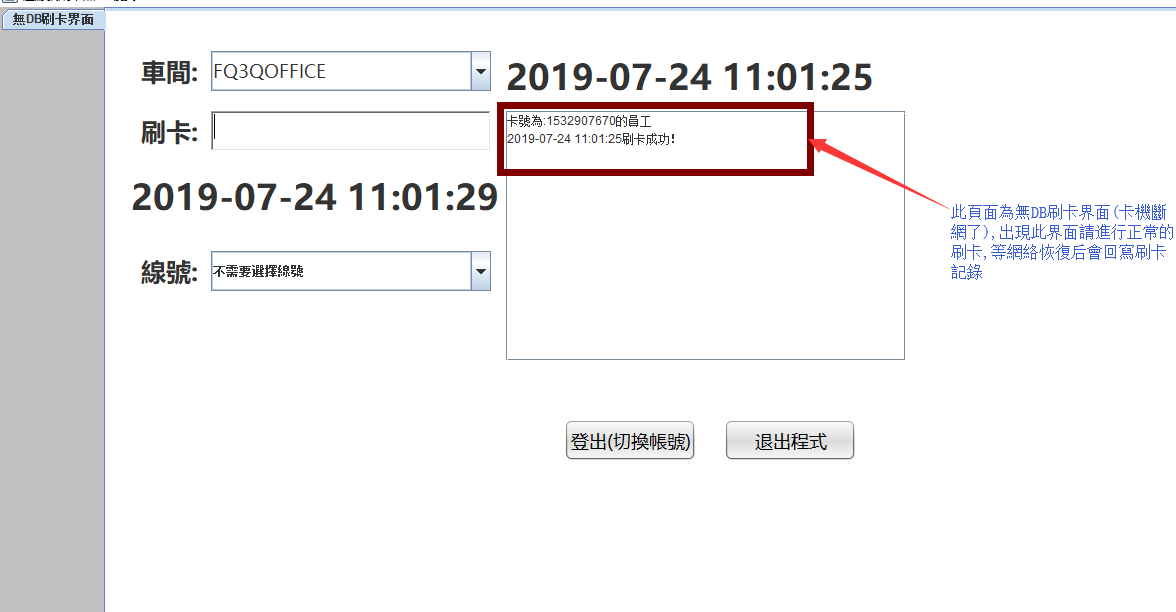 無DB刷卡界面
車間:
FQ3QOFFICE
2019-07-24 11:01:25
刷卡:
卡號為:1532907670的員工
2019-07-24 11:01:25刷卡成功!
2019-07-24 11:01:29
此頁面為無DB刷卡界面(卡機斷
網了),出現此界面請進行正常的
刷卡,等網絡恢復后會回寫刷卡
記錄
線號:
不需要選擇線號
登出(切換帳號)
退出程式